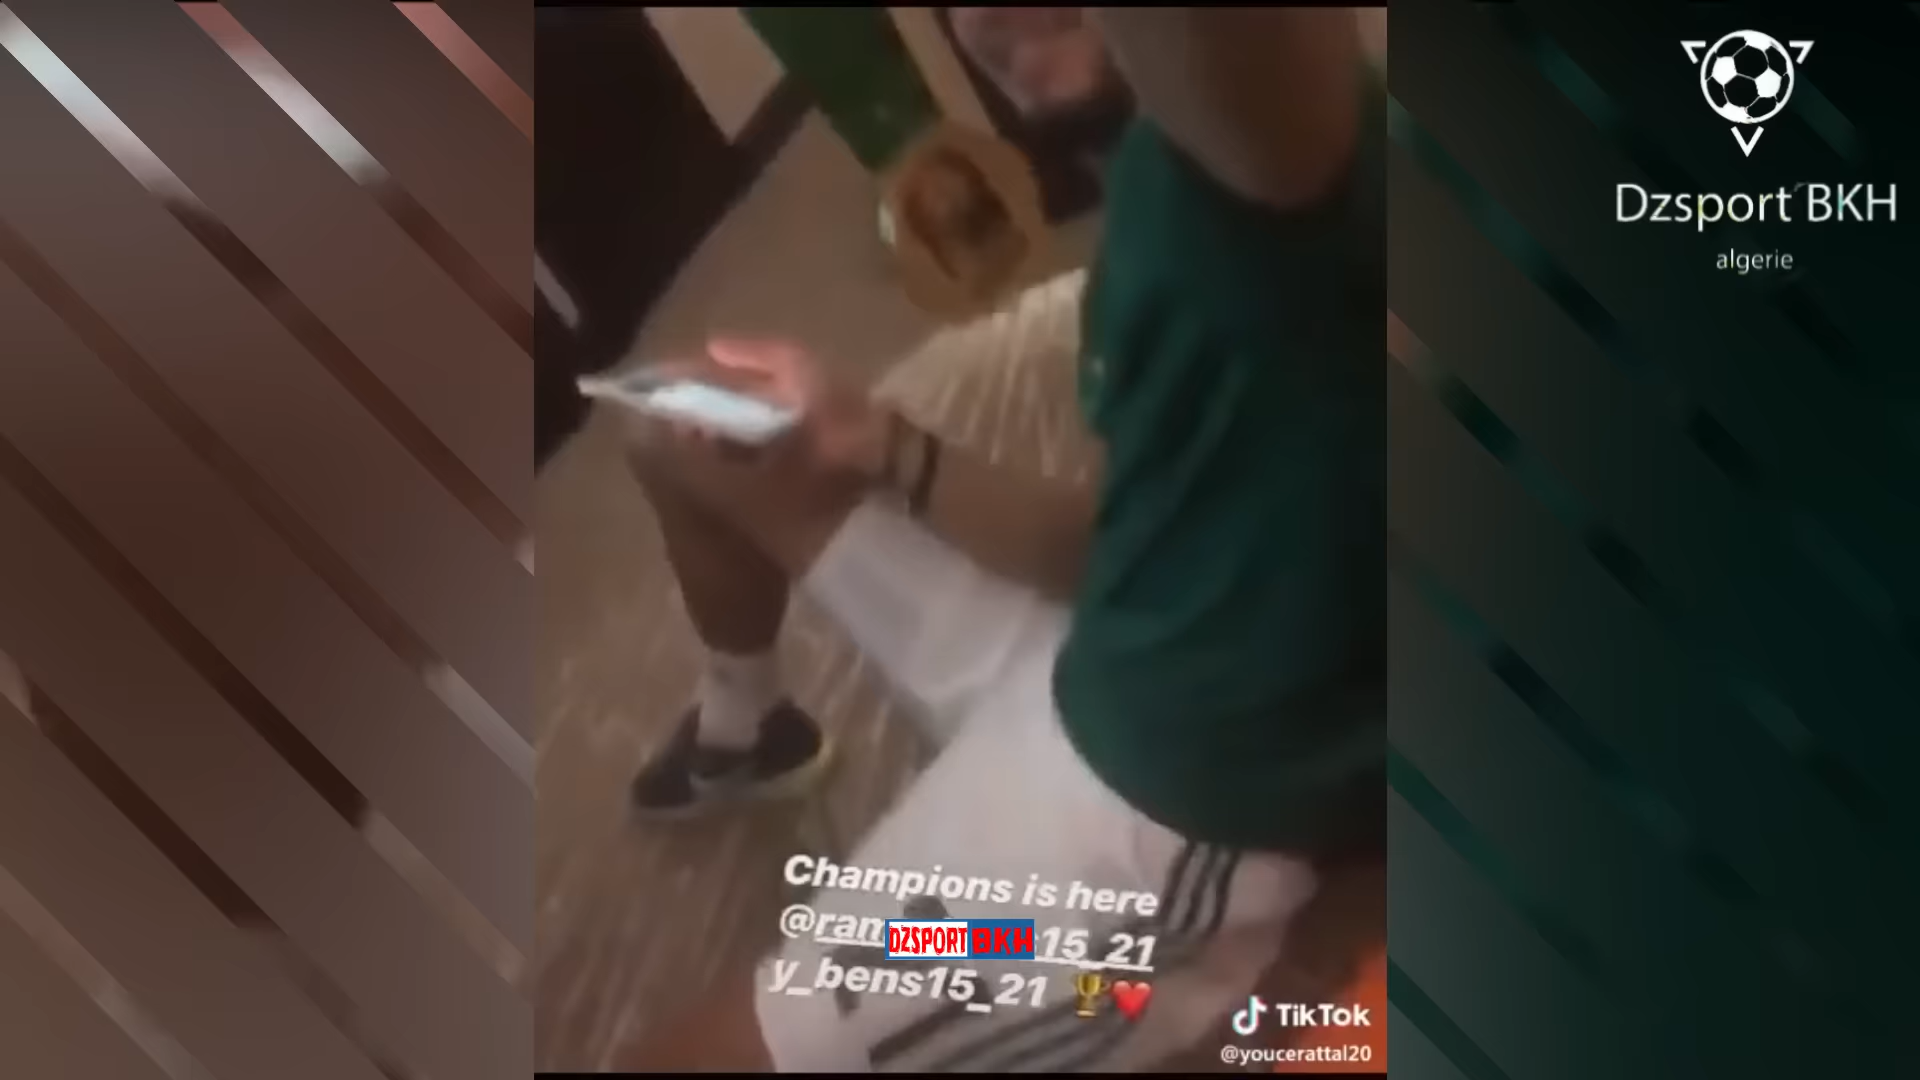 Dzsport BKH
algerie
Champions is here
@ram DZSPORT BKH 15_21
y_bens15_21 🏆❤️
TikTok
@youcerattal20